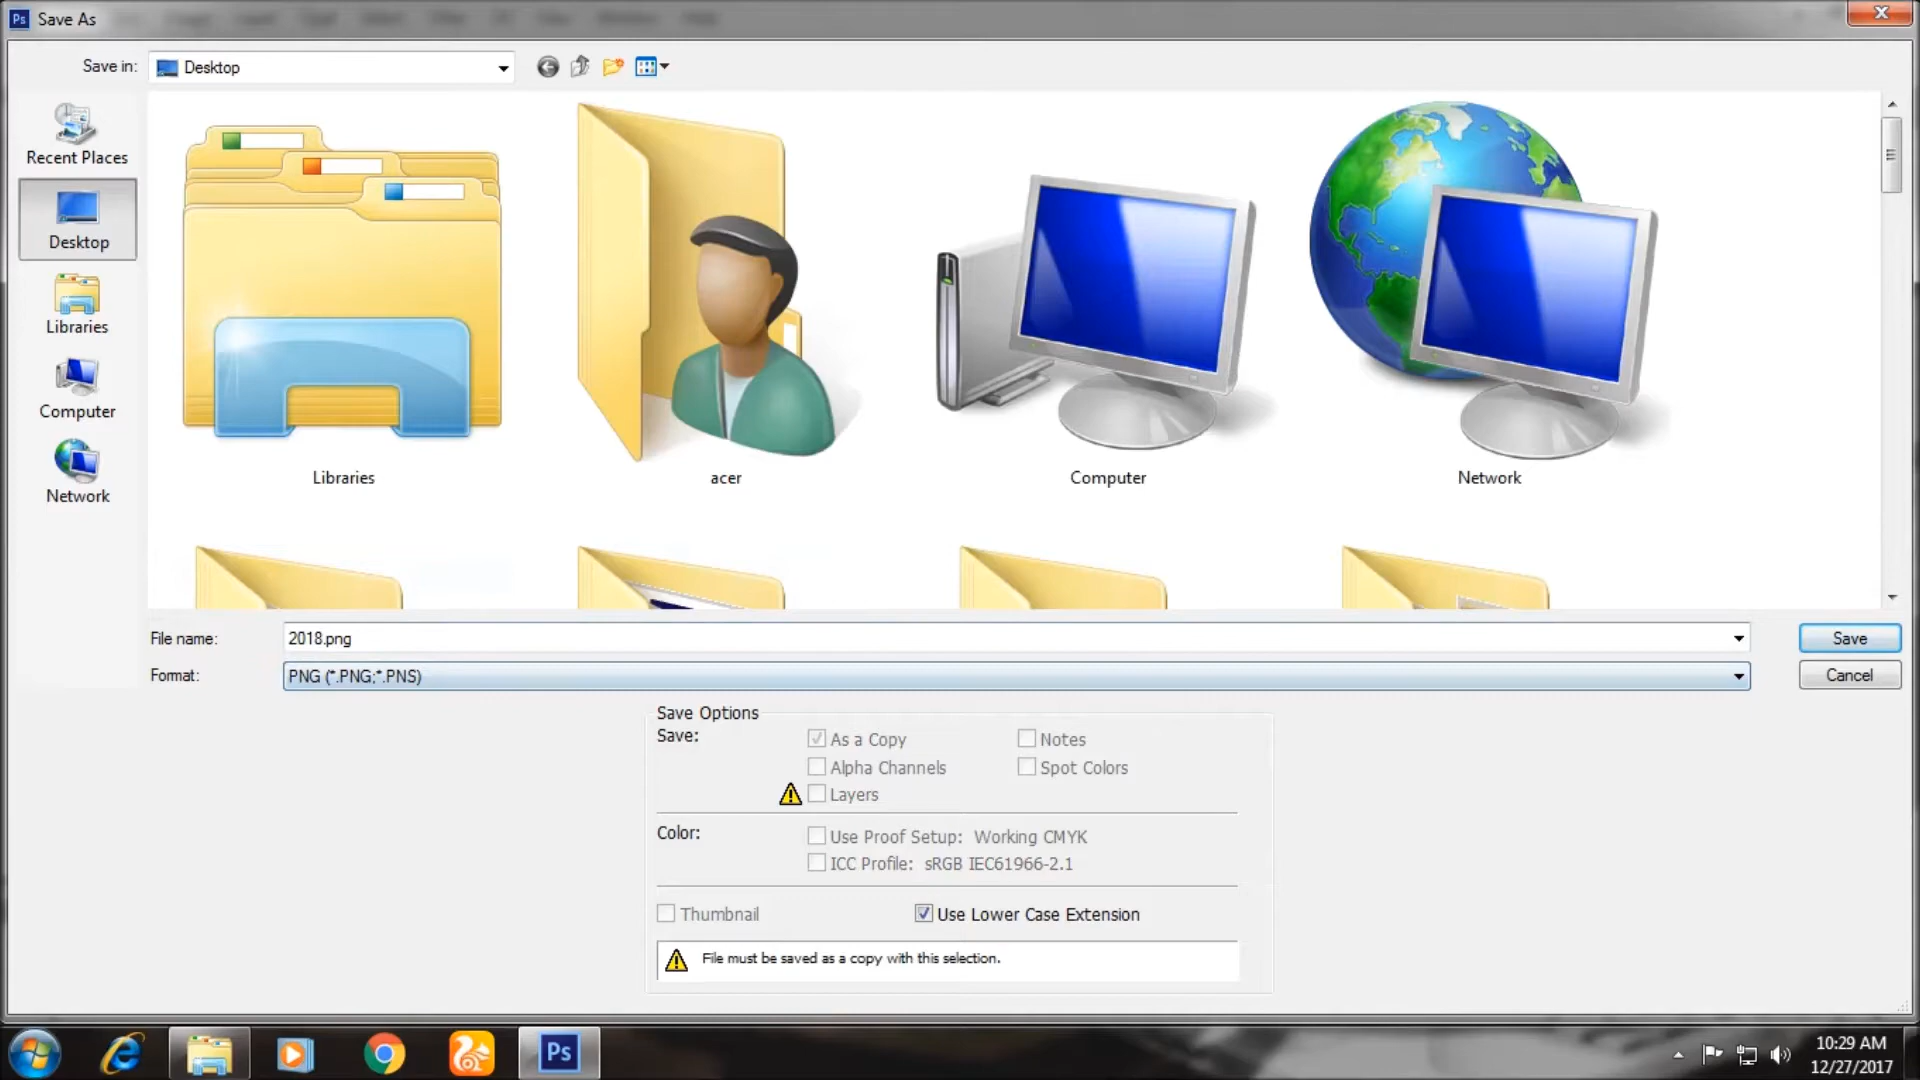 Ps Save As
Save in: Desktop
Recent Places
Desktop
Libraries
Computer
Network
Libraries
acer
Computer
Network
File name: 2018.png
Save
Format: PNG (*.PNG;*.PNS)
Cancel
Save Options
Save:
As a Copy
Notes
Alpha Channels
Spot Colors
Layers
Color:
Use Proof Setup: Working CMYK
ICC Profile: sRGB IEC61966-2.1
Thumbnail
Use Lower Case Extension
File must be saved as a copy with this selection.
Ps
10:29 AM
12/27/2017